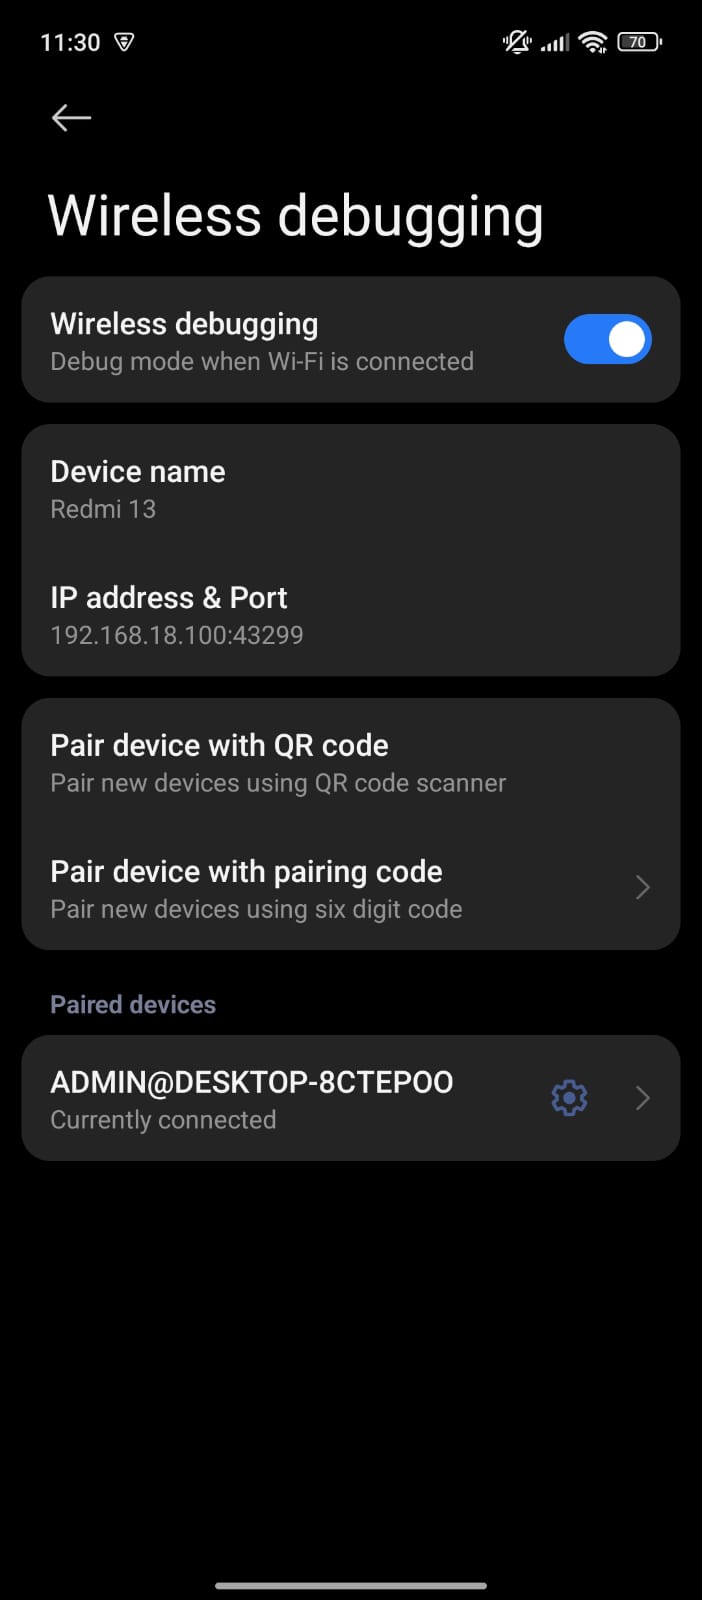 11:30
70
Wireless debugging
Wireless debugging
Debug mode when Wi-Fi is connected
Device name
Redmi 13
IP address & Port
192.168.18.100:43299
Pair device with QR code
Pair new devices using QR code scanner
Pair device with pairing code
Pair new devices using six digit code
Paired devices
ADMIN@DESKTOP-8CTEPOO
Currently connected